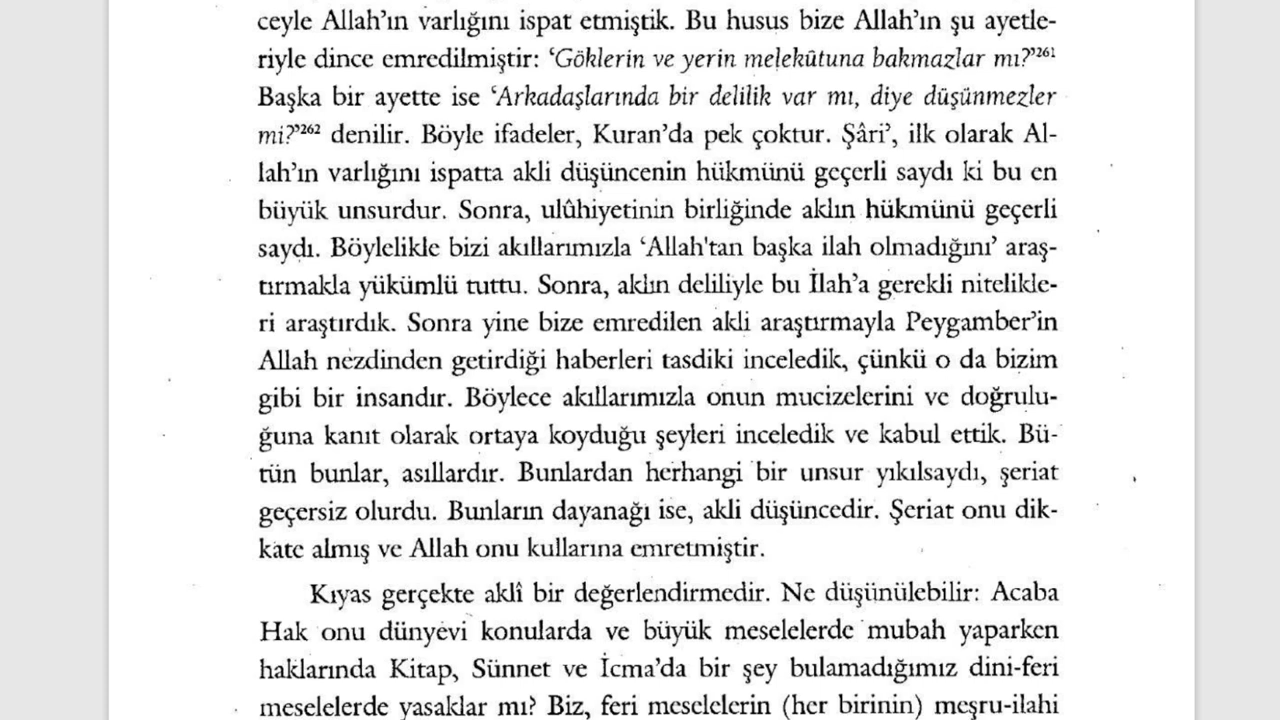 ceyle Allah'ın varlığını ispat etmiştik. Bu husus bize Allah'ın şu ayetle-
riyle dince emredilmiştir: 'Göklerin ve yerin melekûtuna bakmazlar mı?'261
Başka bir ayette ise 'Arkadaşlarında bir delilik var mı, diye düşünmezler
mi?'262 denilir. Böyle ifadeler, Kuran'da pek çoktur. Şâri', ilk olarak Al-
lah'ın varlığını ispatta akli düşüncenin hükmünü geçerli saydı ki bu en
büyük unsurdur. Sonra, ulûhiyetinin birliğinde aklın hükmünü geçerli
saydı. Böylelikle bizi akıllarımızla 'Allah'tan başka ilah olmadığını' araş-
tırmakla yükümlü tuttu. Sonra, aklın deliliyle bu İlah'a gerekli nitelikle-
ri araştırdık. Sonra yine bize emredilen akli araştırmayla Peygamber'in
Allah nezdinden getirdiği haberleri tasdiki inceledik, çünkü o da bizim
gibi bir insandır. Böylece akıllarımızla onun mucizelerini ve doğrulu-
ğuna kanıt olarak ortaya koyduğu şeyleri inceledik ve kabul ettik. Bü-
tün bunlar, asıllardır. Bunlardan herhangi bir unsur yıkılsaydı, şeriat
geçersiz olurdu. Bunların dayanağı ise, akli düşüncedir. Şeriat onu dik-
kate almış ve Allah onu kullarına emretmiştir.
Kıyas gerçekte aklî bir değerlendirmedir. Ne düşünülebilir: Acaba
Hak onu dünyevi konularda ve büyük meselelerde mubah yaparken
haklarında Kitap, Sünnet ve İcma'da bir şey bulamadığımız dini-feri
meselelerde yasaklar mı? Biz, feri meselelerin (her birinin) meşru-ilahi